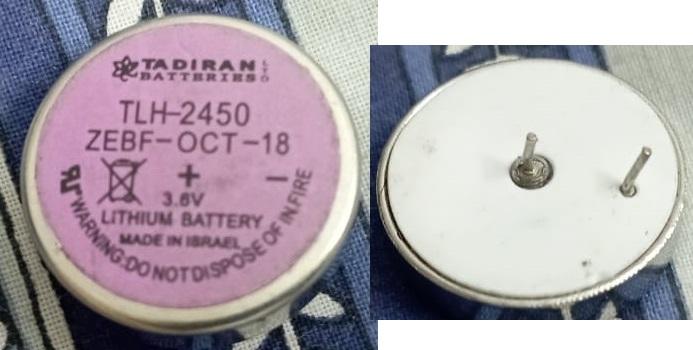 TADIRAN LTD
BATTERIES
TLH-2450
ZEBF-OCT-18
+ -
3.6V
LITHIUM BATTERY
MADE IN ISRAEL
WARNING:DO NOT DISPOSE OF IN FIRE